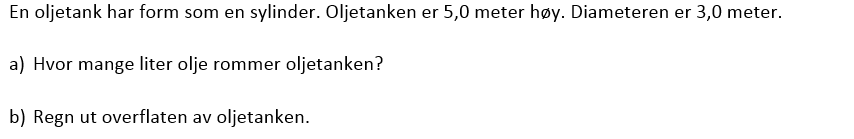 En oljetank har form som en sylinder. Oljetanken er 5,0 meter høy. Diameteren er 3,0 meter.
a) Hvor mange liter olje rommer oljetanken?
b) Regn ut overflaten av oljetanken.